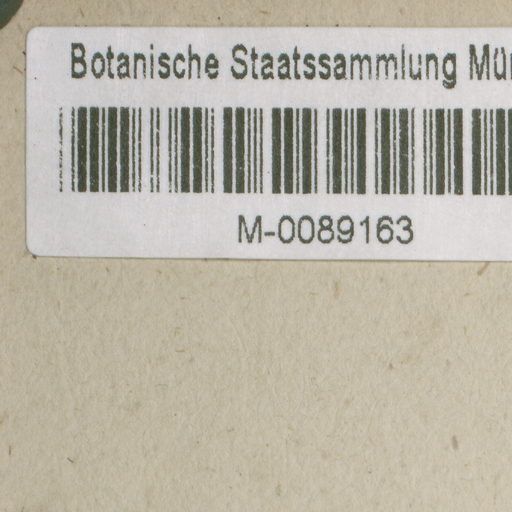 Botanische Staatssammlung Mü
M-0089163